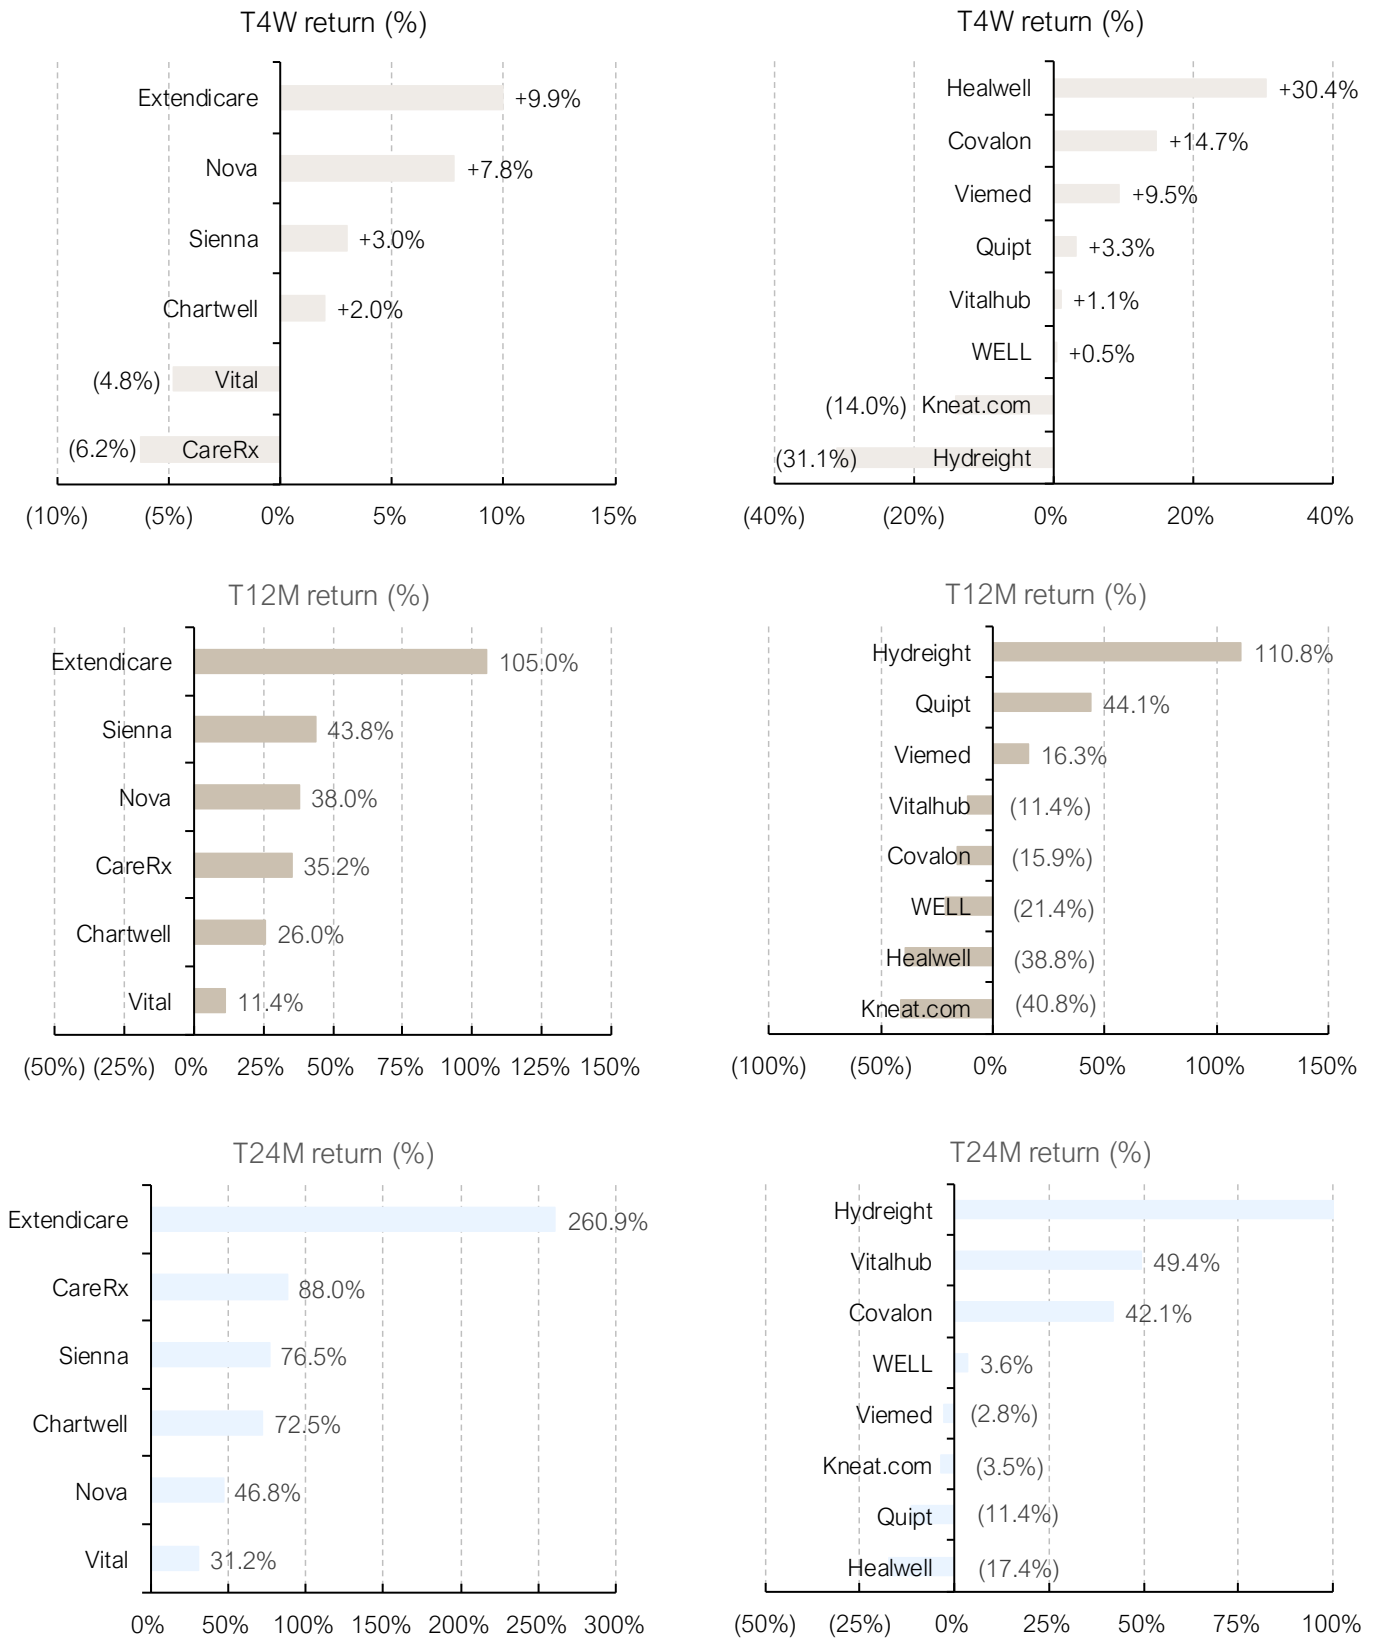 T4W return (%)
Extendicare +9.9%
Nova +7.8%
Sienna +3.0%
Chartwell +2.0%
(4.8%) Vital
(6.2%) CareRx
(10%) (5%) 0% 5% 10% 15%
T4W return (%)
Healwell +30.4%
Covalon +14.7%
Viemed +9.5%
Quipt +3.3%
Vitalhub +1.1%
WELL +0.5%
(14.0%) Kneat.com
(31.1%) Hydreight
(40%) (20%) 0% 20% 40%
T12M return (%)
Extendicare 105.0%
Sienna 43.8%
Nova 38.0%
CareRx 35.2%
Chartwell 26.0%
Vital 11.4%
(50%) (25%) 0% 25% 50% 75% 100% 125% 150%
T12M return (%)
Hydreight 110.8%
Quipt 44.1%
Viemed 16.3%
Vitalhub (11.4%)
Covalon (15.9%)
WELL (21.4%)
Healwell (38.8%)
Kneat.com (40.8%)
(100%) (50%) 0% 50% 100% 150%
T24M return (%)
Extendicare 260.9%
CareRx 88.0%
Sienna 76.5%
Chartwell 72.5%
Nova 46.8%
Vital 31.2%
0% 50% 100% 150% 200% 250% 300%
T24M return (%)
Hydreight
Vitalhub 49.4%
Covalon 42.1%
WELL 3.6%
Viemed (2.8%)
Kneat.com (3.5%)
Quipt (11.4%)
Healwell (17.4%)
(50%) (25%) 0% 25% 50% 75% 100%